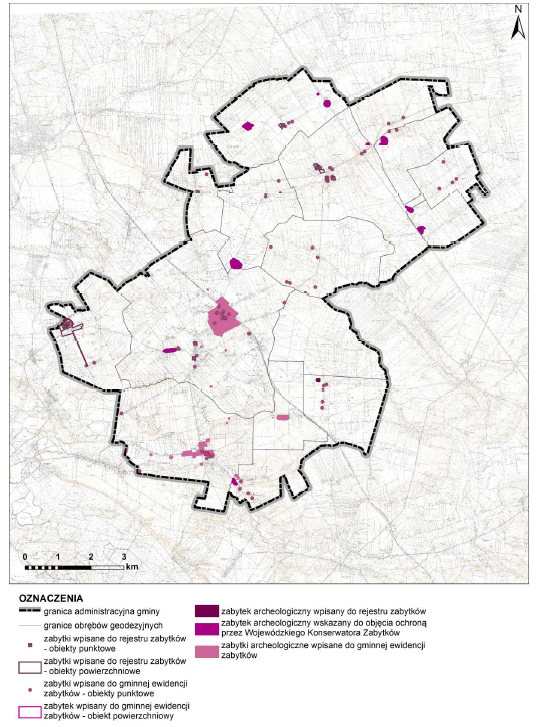 N
0 1 2 3
km
OZNACZENIA
granica administracyjna gminy
granice obrębów geodezyjnych
zabytki wpisane do rejestru zabytków
- obiekty punktowe
zabytki wpisane do rejestru zabytków
- obiekty powierzchniowe
zabytki wpisane do gminnej ewidencji
zabytków - obiekty punktowe
zabytek wpisany do gminnej ewidencji
zabytków - obiekt powierzchniowy
zabytek archeologiczny wpisany do rejestru zabytków
zabytek archeologiczny wskazany do objęcia ochroną
przez Wojewódzkiego Konserwatora Zabytków
zabytki archeologiczne wpisane do gminnej ewidencji
zabytków